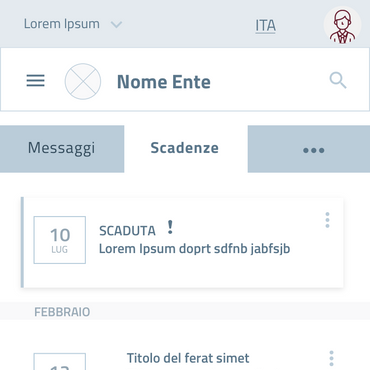 Lorem Ipsum
ITA
Nome Ente
Messaggi
Scadenze
10
LUG
SCADUTA !
Lorem Ipsum doprt sdfnb jabfsjb
FEBBRAIO
Titolo del ferat simet